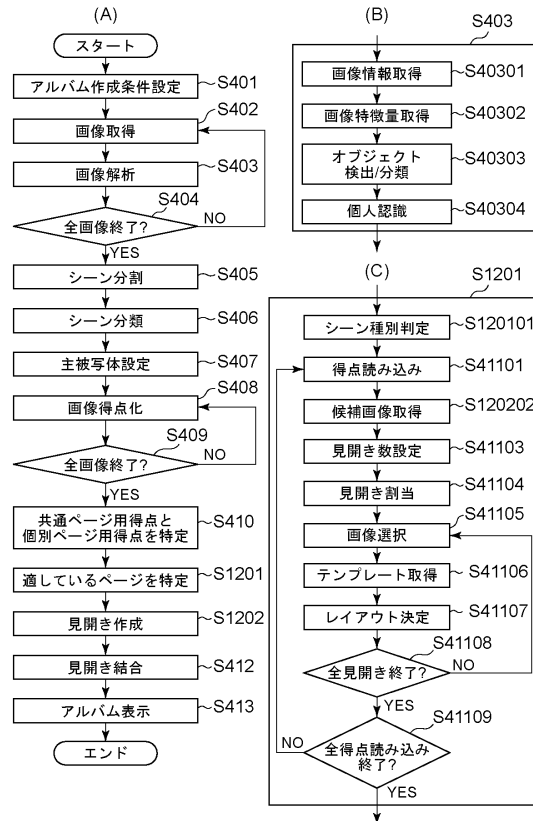 (A)
スタート
アルバム作成条件設定
S401
画像取得
S402
画像解析
S403
全画像終了?
S404
NO
YES
シーン分割
S405
シーン分類
S406
主被写体設定
S407
画像得点化
S408
全画像終了?
S409
NO
YES
共通ページ用得点と
個別ページ用得点を特定
S410
適しているページを特定
S1201
見開き作成
S1202
見開き結合
S412
アルバム表示
S413
エンド
(B)
S403
画像情報取得
S40301
画像特徴量取得
S40302
オブジェクト
検出/分類
S40303
個人認識
S40304
(C)
S1201
シーン種別判定
S120101
得点読み込み
S41101
候補画像取得
S120202
見開き数設定
S41103
見開き割当
S41104
画像選択
S41105
テンプレート取得
S41106
レイアウト決定
S41107
全見開き終了?
S41108
NO
YES
全得点読み込み
終了?
S41109
NO
YES